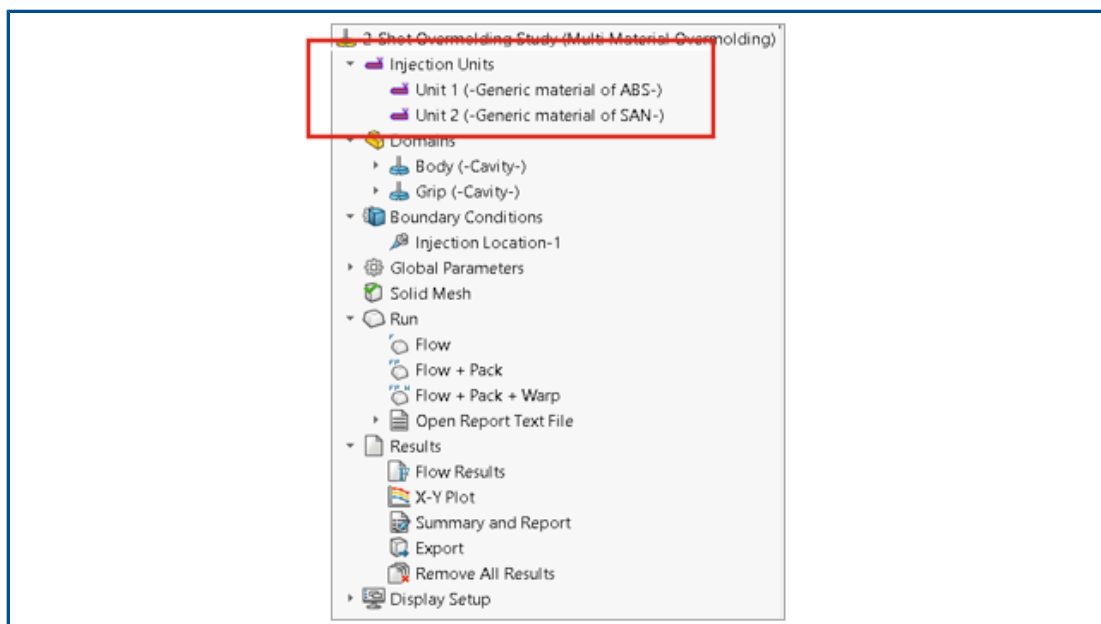 2-Shot Overmolding Study (Multi Material Overmolding)
Injection Units
Unit 1 (-Generic material of ABS-)
Unit 2 (-Generic material of SAN-)
Domains
Body (-Cavity-)
Grip (-Cavity-)
Boundary Conditions
Injection Location-1
Global Parameters
Solid Mesh
Run
Flow
Flow + Pack
Flow + Pack + Warp
Open Report Text File
Results
Flow Results
X-Y Plot
Summary and Report
Export
Remove All Results
Display Setup